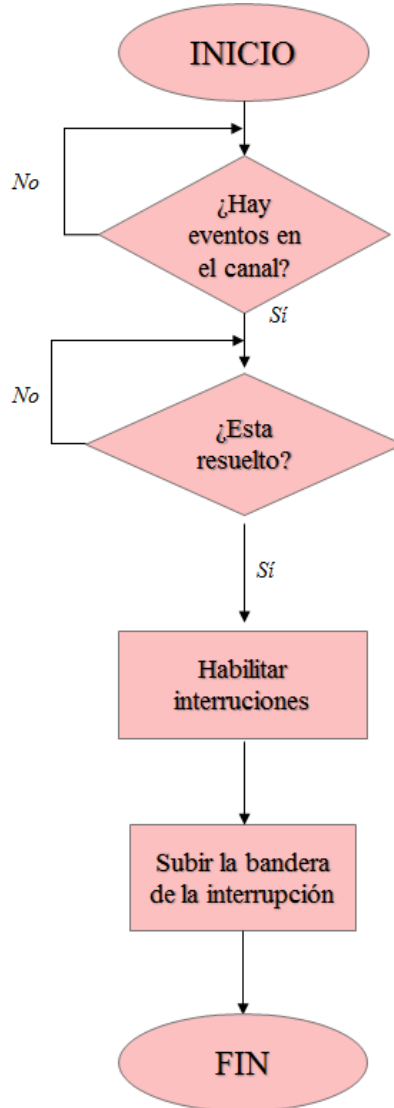 INICIO
No
¿Hay
eventos en
el canal?
Sí
No
¿Esta
resuelto?
Sí
Habilitar
interruciones
Subir la bandera
de la interrupción
FIN